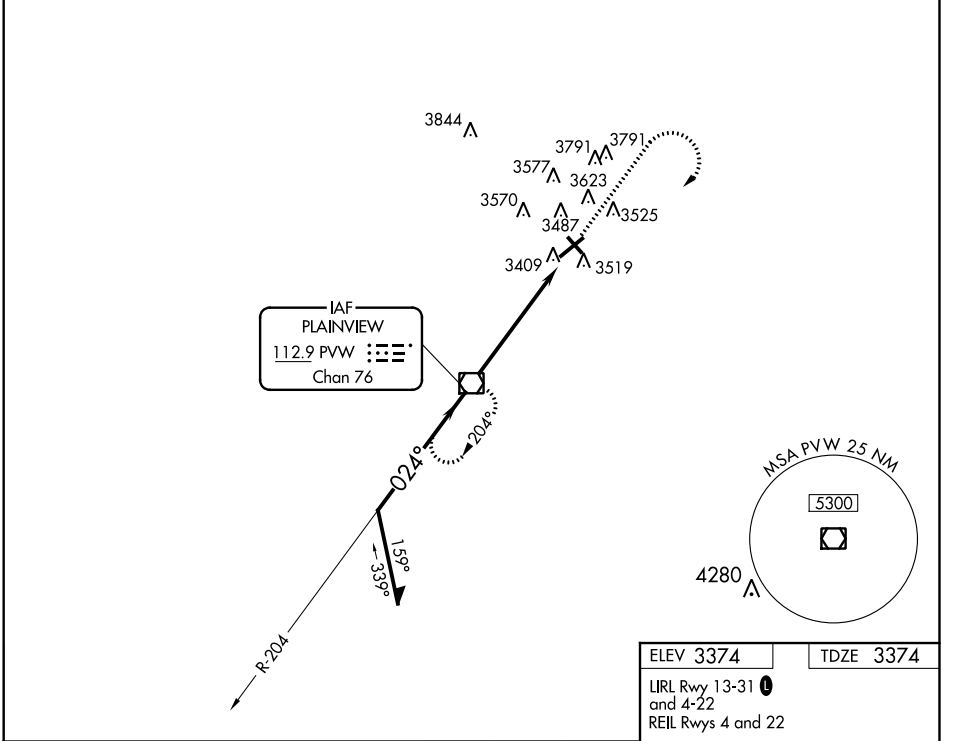 3844
3791
3791
3577
3623
3570
3525
3487
3409
3519
IAF
PLAINVIEW
112.9 PVW
Chan 76
204°
024°
159°
339°
R-204
MSA PVW 25 NM
5300
4280
ELEV 3374
TDZE 3374
LIRL Rwy 13-31 L
and 4-22
REIL Rwys 4 and 22